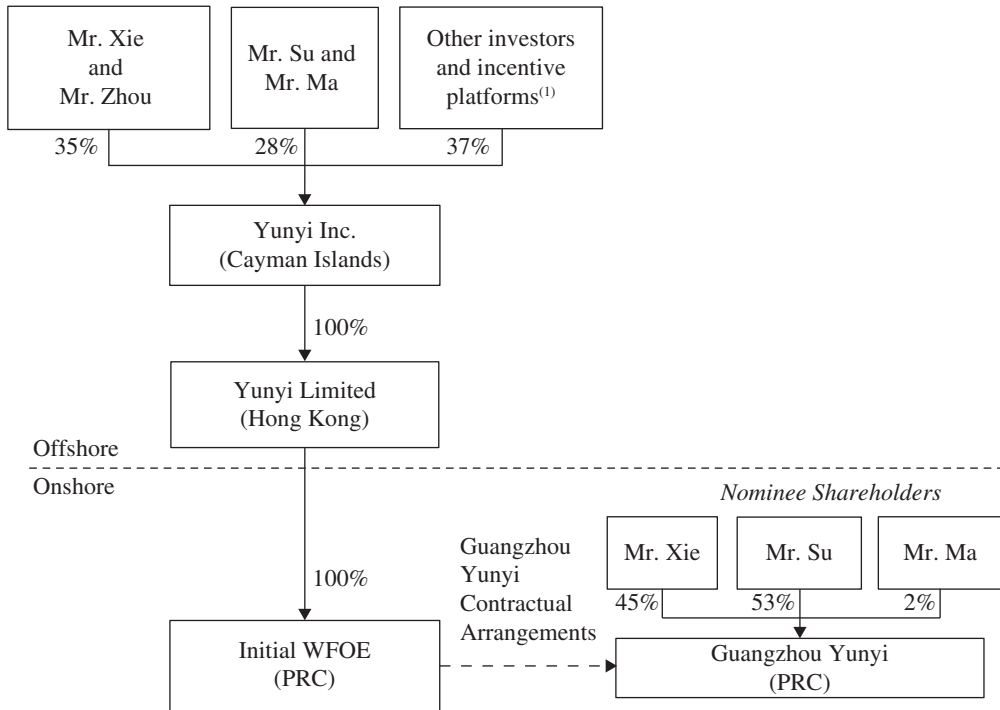 Mr. Xie
and
Mr. Zhou
Mr. Su and
Mr. Ma
Other investors
and incentive
platforms(1)
35%
28%
37%
Yunyi Inc.
(Cayman Islands)
100%
Yunyi Limited
(Hong Kong)
Offshore
Onshore
Nominee Shareholders
100%
Guangzhou
Yunyi
Contractual
Arrangements
Mr. Xie
Mr. Su
Mr. Ma
45%
53%
2%
Initial WFOE
(PRC)
Guangzhou Yunyi
(PRC)